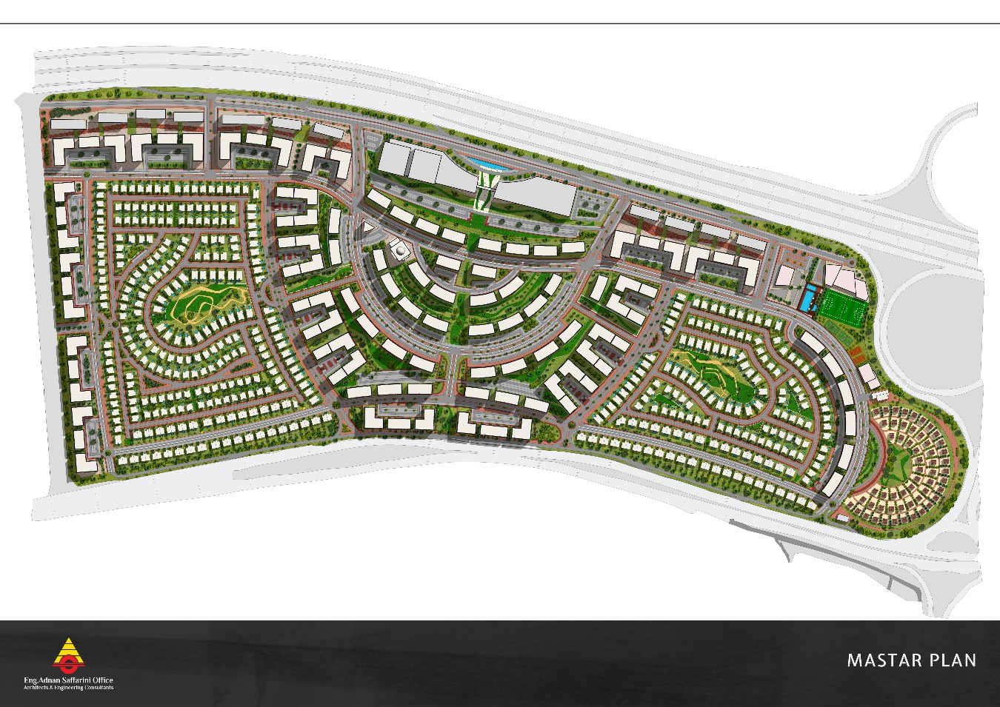 Eng.Adnan Saffarini Office
Architects & Engineering Consultants
MASTAR PLAN